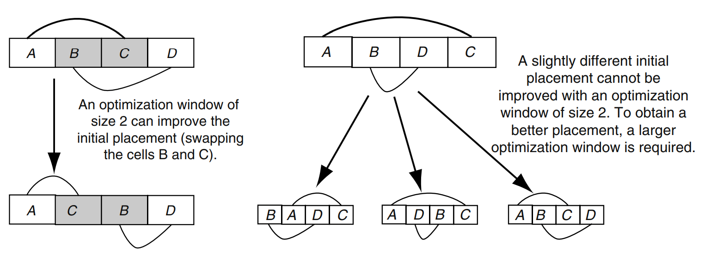 A B C D
An optimization window of
size 2 can improve the
initial placement (swapping
the cells B and C).
A C B D
A B D C
A slightly different initial
placement cannot be
improved with an optimization
window of size 2. To obtain
a better placement, a larger
optimization window is required.
B A D C
A D B C
A B C D